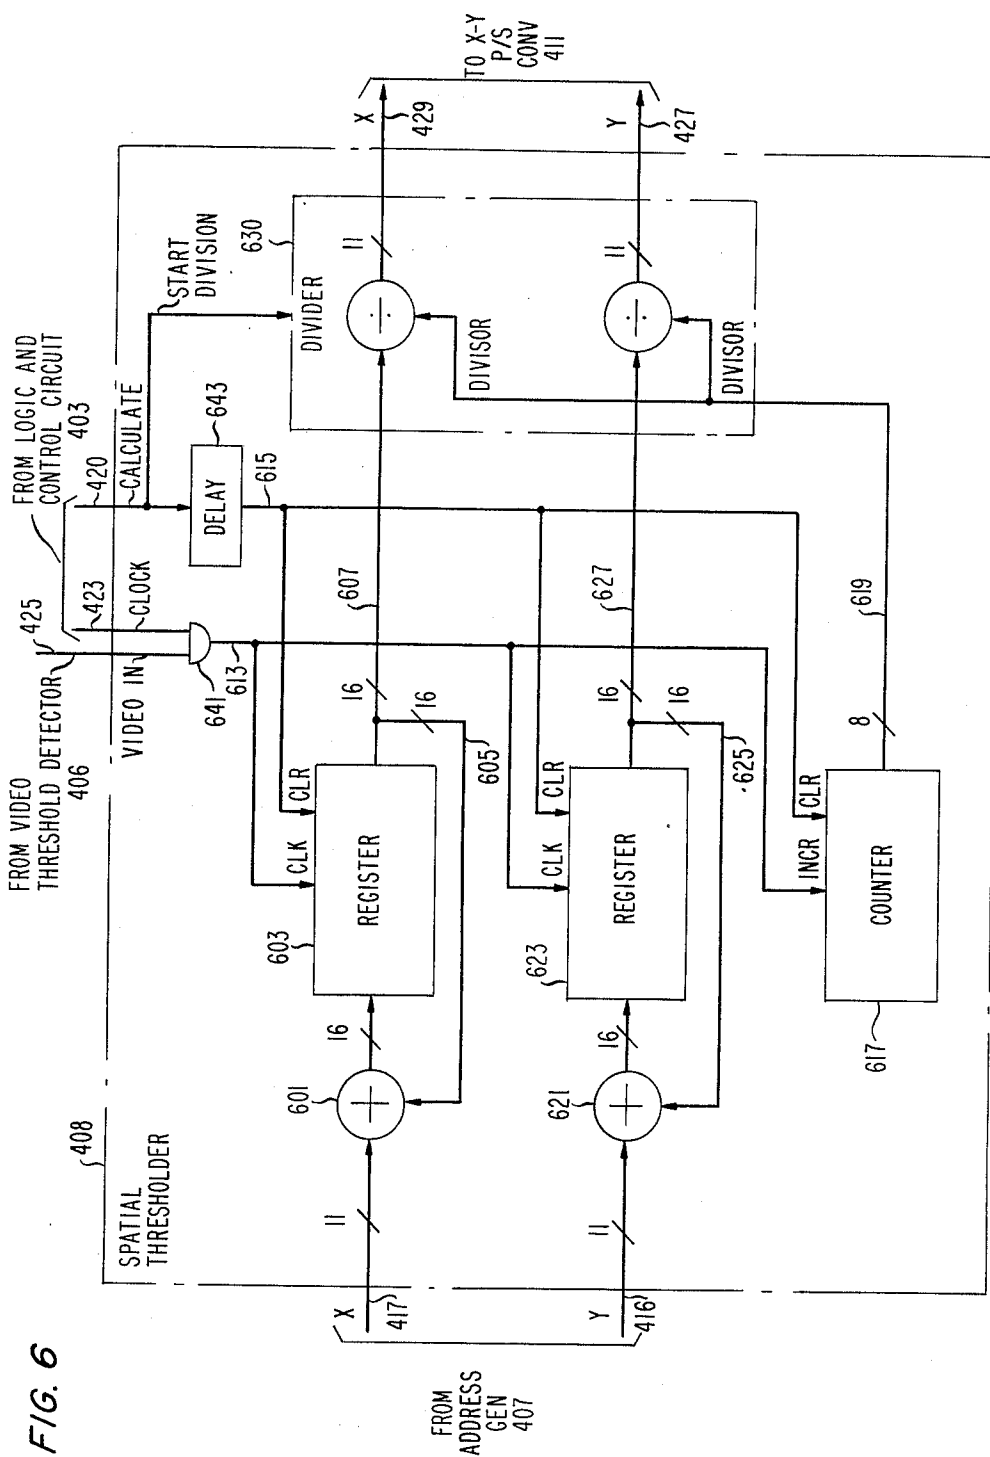 FIG. 6
FROM VIDEO
THRESHOLD DETECTOR
406
425
FROM LOGIC AND
CONTROL CIRCUIT
403
423
420
408
SPATIAL
THRESHOLDER
VIDEO IN
CLOCK
CALCULATE
START
DIVISION
641
613
DELAY
643
615
630
DIVIDER
FROM
ADDRESS
GEN
407
X
417
11
601
16
603
REGISTER
CLK
CLR
16
16
605
607
÷
DIVISOR
11
X
429
Y
416
11
621
16
623
REGISTER
CLK
CLR
16
16
625
627
÷
DIVISOR
11
Y
427
TO X-Y
P/S
CONV
411
617
COUNTER
INCR
CLR
8
619